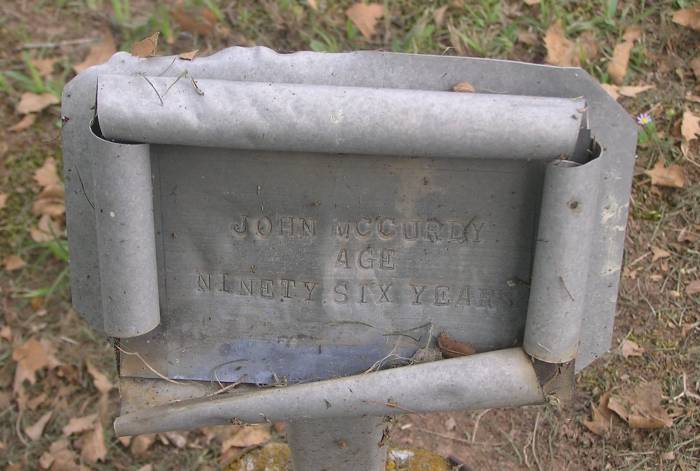 JOHN McCURDY
AGE
NINETY SIX YEARS